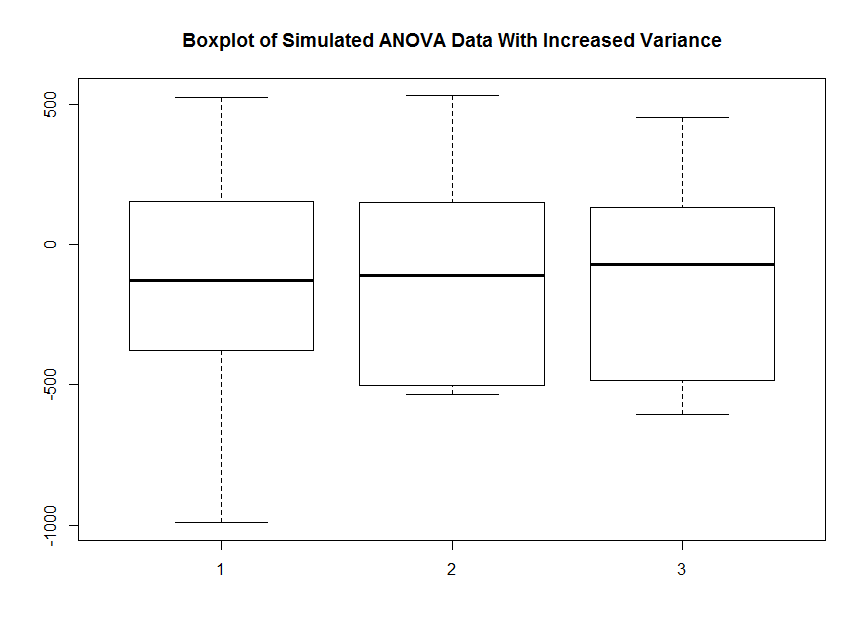 Boxplot of Simulated ANOVA Data With Increased Variance
500
0
-500
-1000
1 2 3